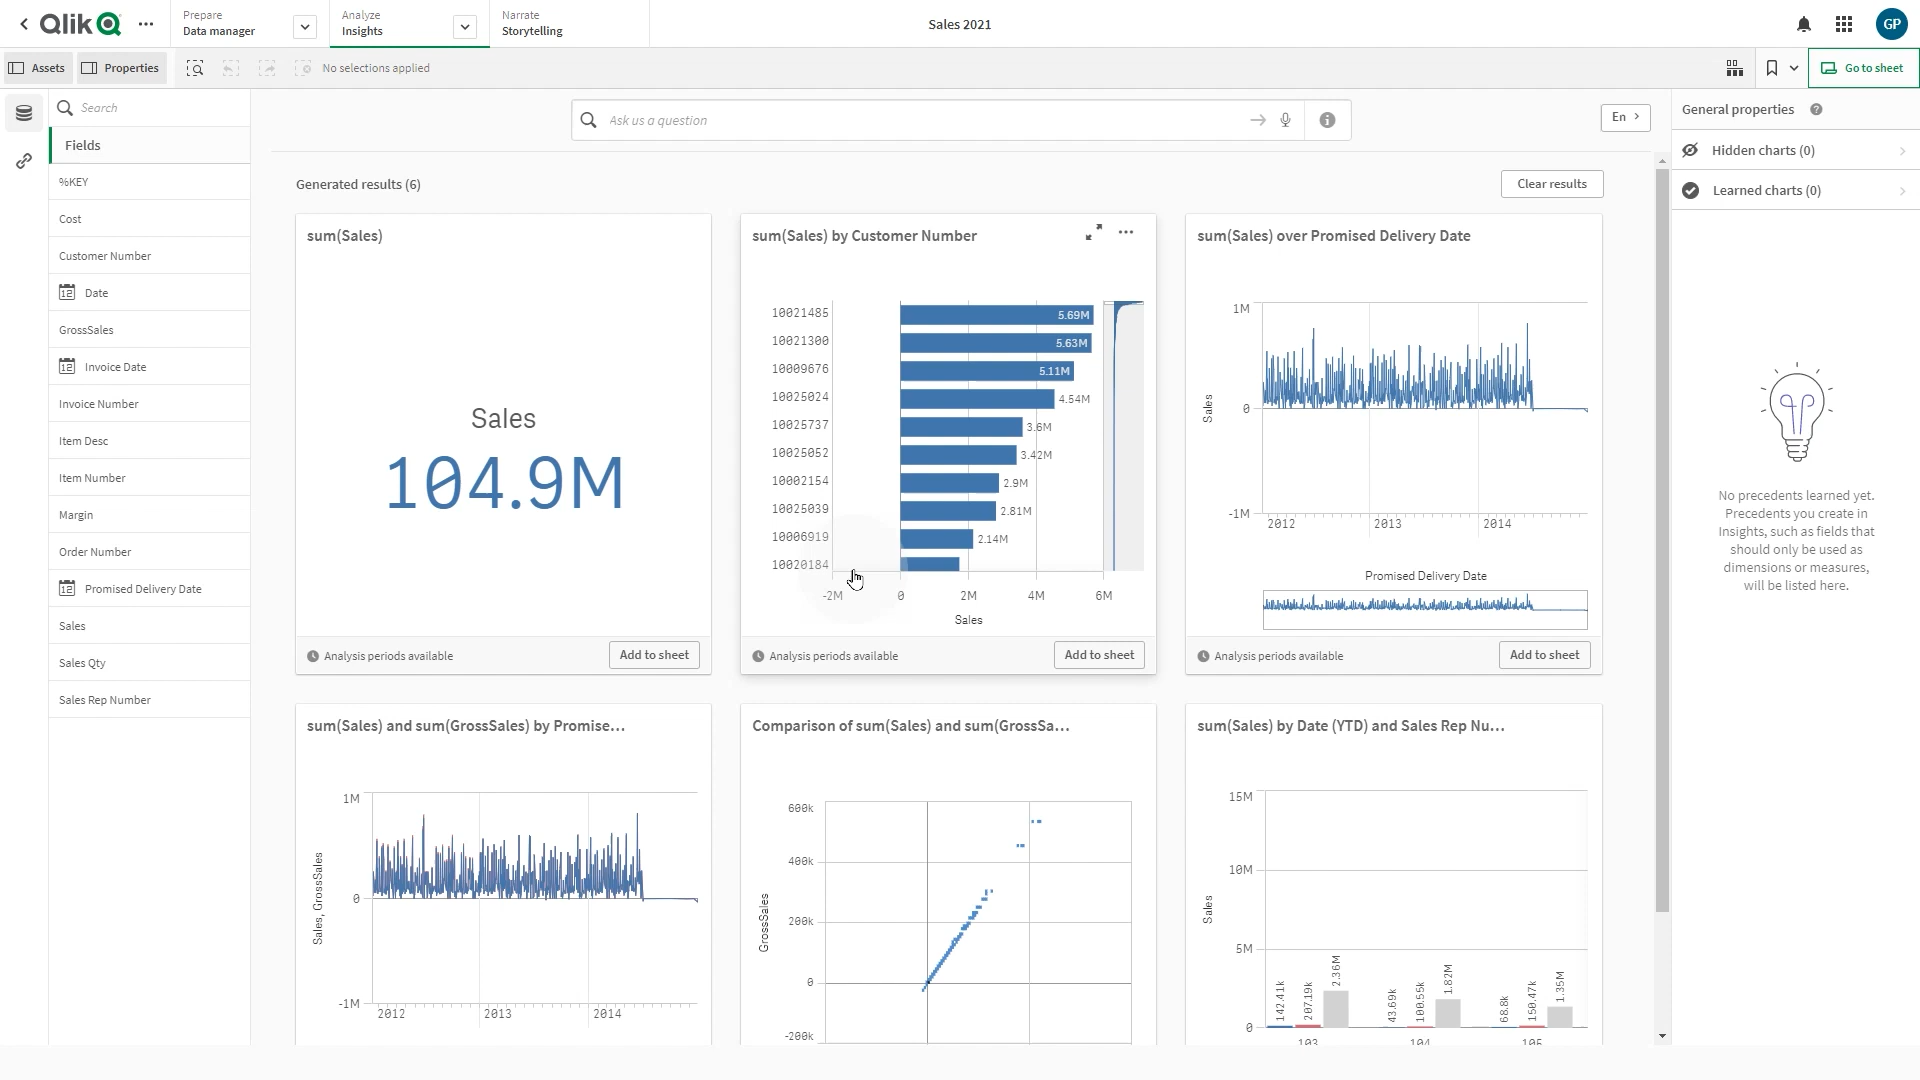 Qlik
Prepare
Data manager
Analyze
Insights
Narrate
Storytelling
Sales 2021
GP
Assets
Properties
No selections applied
Go to sheet
Search
Fields
%KEY
Cost
Customer Number
Date
GrossSales
Invoice Date
Invoice Number
Item Desc
Item Number
Margin
Order Number
Promised Delivery Date
Sales
Sales Qty
Sales Rep Number
Ask us a question
En
Generated results (6)
Clear results
sum(Sales)
Sales
104.9M
Analysis periods available
Add to sheet
sum(Sales) by Customer Number
10021485 5.69M
10021300 5.63M
10009676 5.11M
10025024 4.54M
10025737 3.6M
10025052 3.42M
10002154 2.9M
10025039 2.81M
10006919 2.14M
10020184
-2M 0 2M 4M 6M
Sales
Analysis periods available
Add to sheet
sum(Sales) over Promised Delivery Date
1M
0
-1M
Sales
2012 2013 2014
Promised Delivery Date
Analysis periods available
Add to sheet
sum(Sales) and sum(GrossSales) by Promise...
1M
0
-1M
Sales, GrossSales
2012 2013 2014
Comparison of sum(Sales) and sum(GrossSa...
600k
400k
200k
0
-200k
GrossSales
sum(Sales) by Date (YTD) and Sales Rep Nu...
15M
10M
5M
0
Sales
142.41k 207.19k 2.36M 43.69k 100.55k 1.82M 68.8k 150.47k 1.35M
103 104 105
General properties
Hidden charts (0)
Learned charts (0)
No precedents learned yet.
Precedents you create in
Insights, such as fields that
should only be used as
dimensions or measures,
will be listed here.